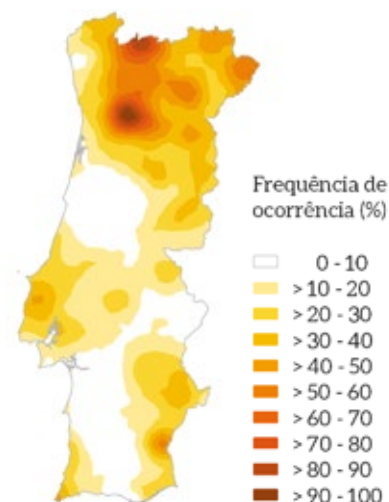 Frequência de
ocorrência (%)
0 - 10
> 10 - 20
> 20 - 30
> 30 - 40
> 40 - 50
> 50 - 60
> 60 - 70
> 70 - 80
> 80 - 90
> 90 - 100